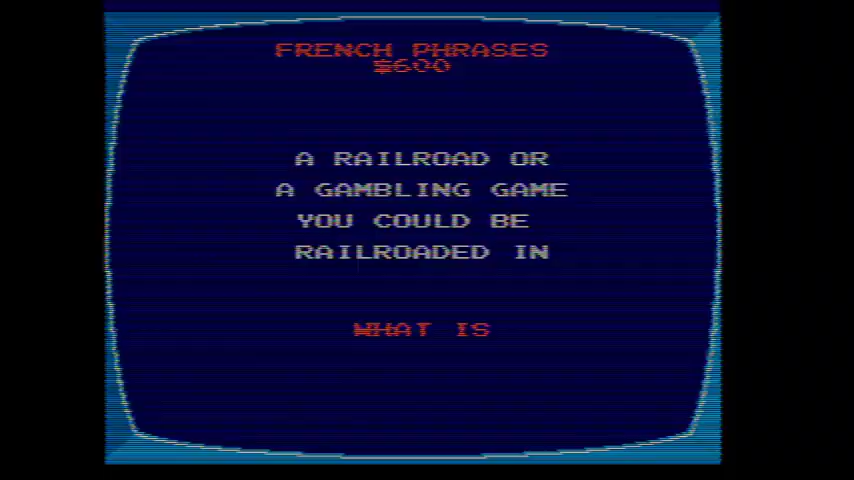 FRENCH PHRASES
$600
A RAILROAD OR
A GAMBLING GAME
YOU COULD BE
RAILROADED IN
WHAT IS